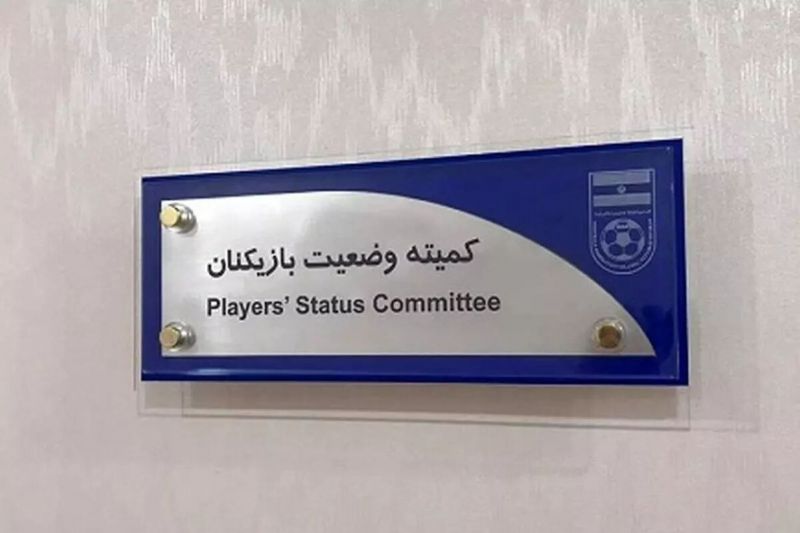 کمیته وضعیت بازیکنان
Players’ Status Committee